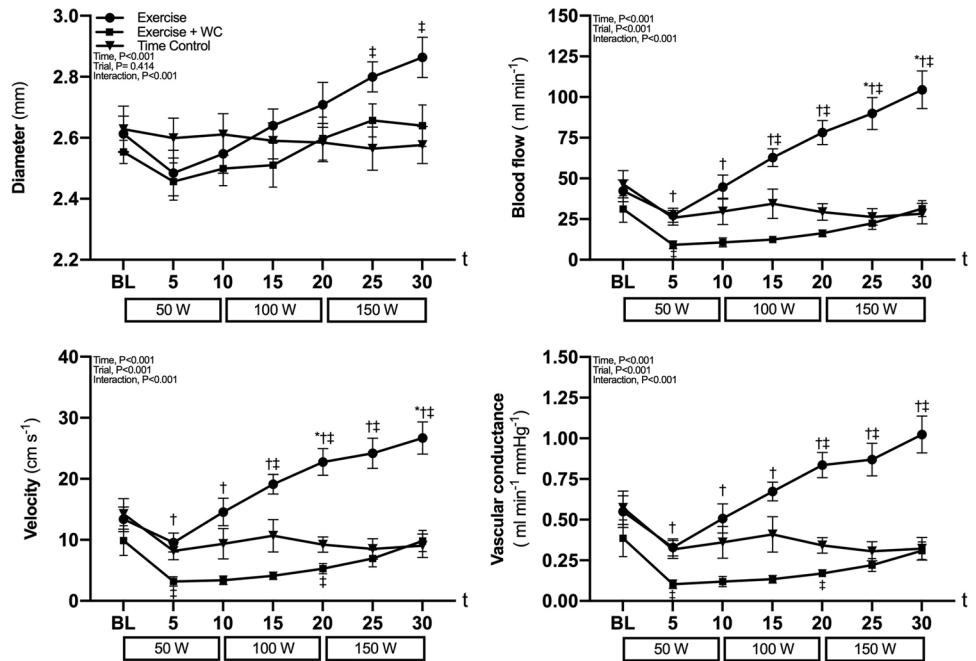 Exercise
Exercise + WC
Time Control
Time, P<0.001
Trial, P= 0.414
Interaction, P<0.001
Diameter (mm)
3.0
2.8
2.6
2.4
2.2
‡ ‡
BL 5 10 15 20 25 30 t
50 W 100 W 150 W
Time, P<0.001
Trial, P<0.001
Interaction, P<0.001
Blood flow ( ml min⁻¹)
150
125
100
75
50
25
0
† † †‡ †‡ *†‡ *†‡
‡
BL 5 10 15 20 25 30 t
50 W 100 W 150 W
Time, P<0.001
Trial, P<0.001
Interaction, P<0.001
Velocity (cm s⁻¹)
40
30
20
10
0
† † †‡ *†‡ †‡ *†‡
‡ ‡
BL 5 10 15 20 25 30 t
50 W 100 W 150 W
Time, P<0.001
Trial, P<0.001
Interaction, P<0.001
Vascular conductance
( ml min⁻¹ mmHg⁻¹)
1.50
1.25
1.00
0.75
0.50
0.25
0.00
† † † †‡ †‡ †‡
‡ ‡
BL 5 10 15 20 25 30 t
50 W 100 W 150 W